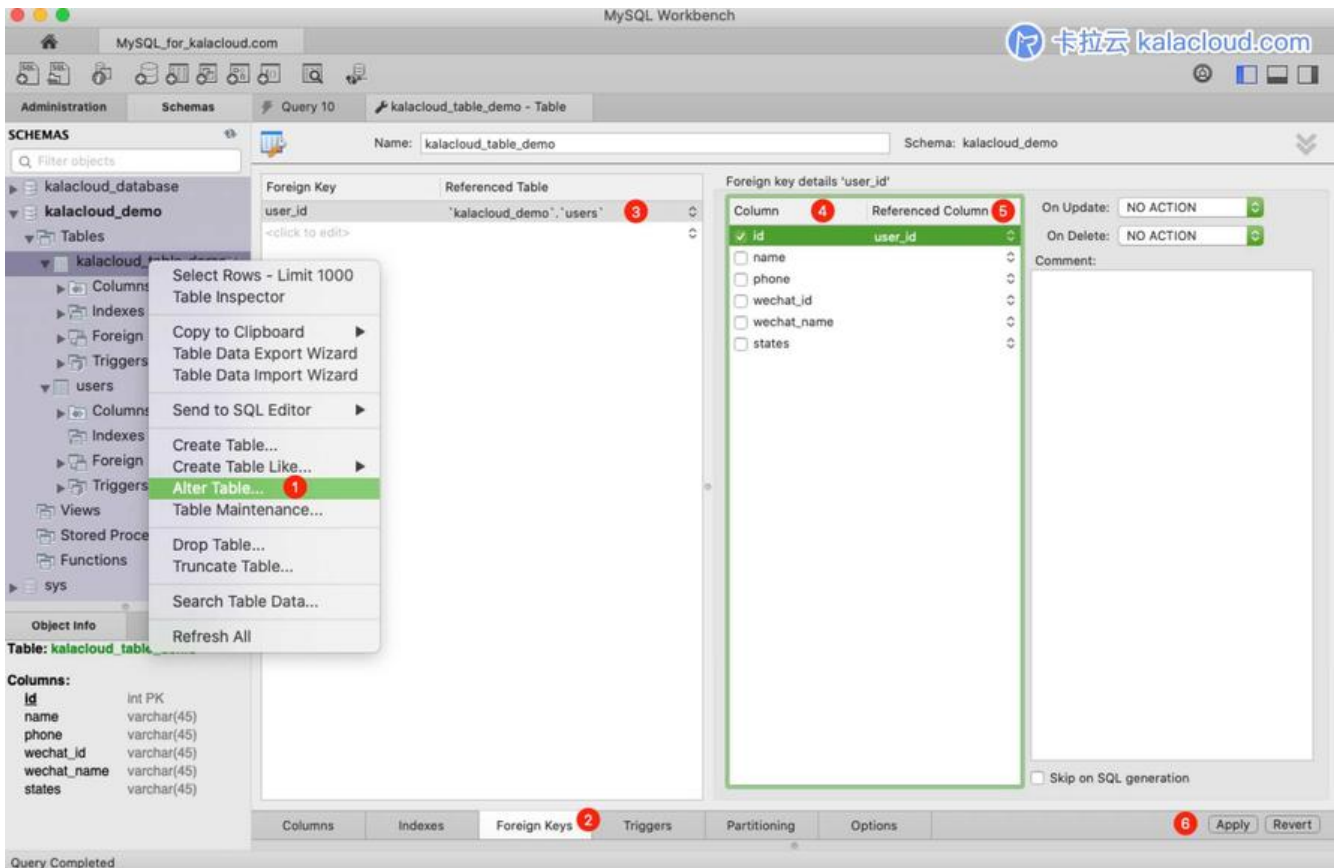 MySQL Workbench
MySQL_for_kalacloud.com
卡拉云 kalacloud.com
Administration
Schemas
Query 10
kalacloud_table_demo - Table
SCHEMAS
Filter objects
kalacloud_database
kalacloud_demo
Tables
kalacloud_table_demo
Columns
Indexes
Foreign
Triggers
users
Columns
Indexes
Foreign
Triggers
Views
Stored Proce
Functions
sys
Select Rows - Limit 1000
Table Inspector
Copy to Clipboard
Table Data Export Wizard
Table Data Import Wizard
Send to SQL Editor
Create Table...
Create Table Like...
Alter Table... 1
Table Maintenance...
Drop Table...
Truncate Table...
Search Table Data...
Refresh All
Object Info
Table: kalacloud_table_demo
Columns:
id int PK
name varchar(45)
phone varchar(45)
wechat_id varchar(45)
wechat_name varchar(45)
states varchar(45)
Name: kalacloud_table_demo
Schema: kalacloud_demo
Foreign Key Referenced Table
user_id `kalacloud_demo`.`users` 3
<click to edit>
Foreign key details 'user_id'
Column 4 Referenced Column 5
id user_id
name
phone
wechat_id
wechat_name
states
On Update: NO ACTION
On Delete: NO ACTION
Comment:
Skip on SQL generation
Columns Indexes Foreign Keys 2 Triggers Partitioning Options
6 Apply Revert
Query Completed